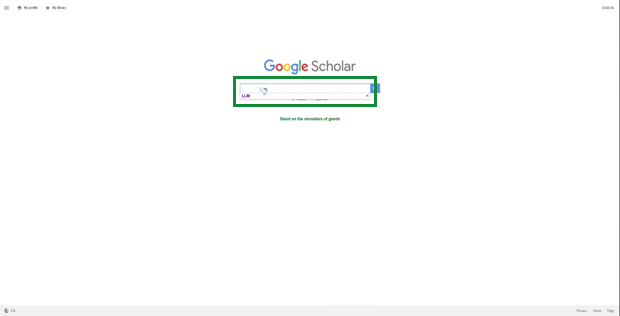 My profile My library SIGN IN
Google Scholar
LLM
Stand on the shoulders of giants
EN Privacy Terms Help